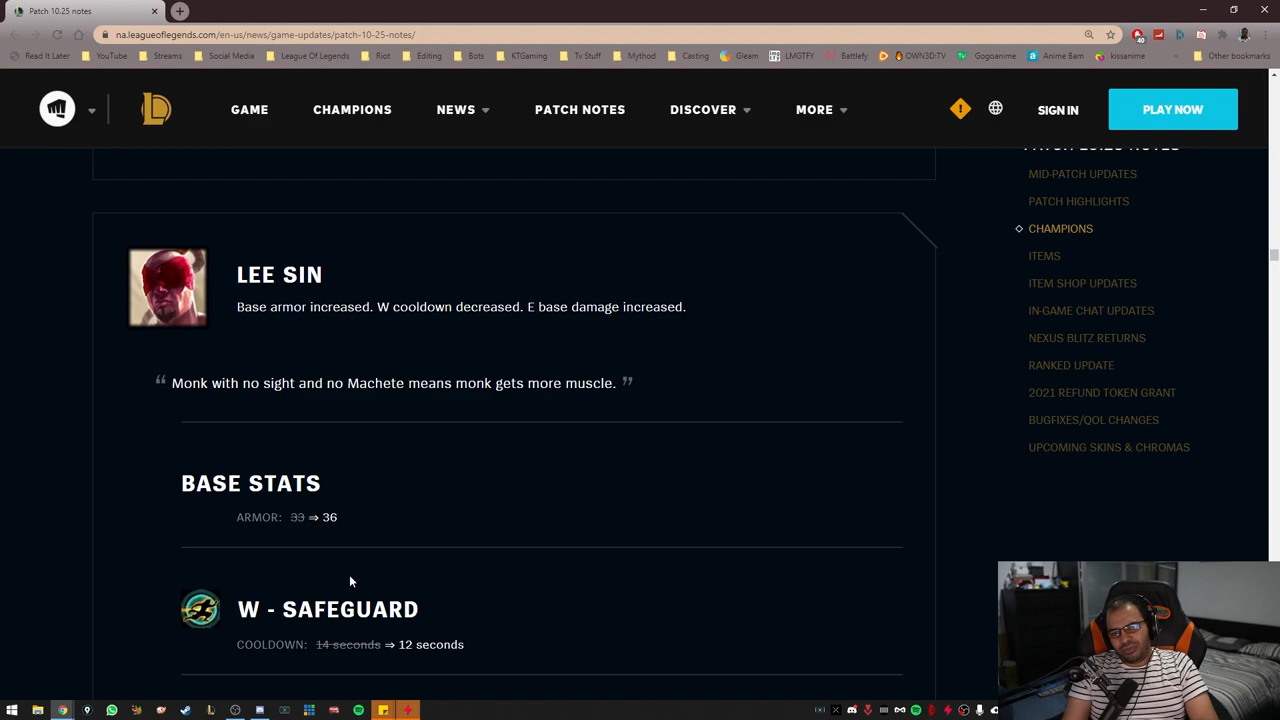 Patch 10.25 notes
na.leagueoflegends.com/en-us/news/game-updates/patch-10-25-notes/
Read It Later YouTube Streams Social Media League Of Legends Riot Editing Bots KTGaming Tv Stuff Mythod Casting Gleam LMGTFY Battlefy OWN3D:TV Gogoanime Anime Bam kissanime Other bookmarks
GAME CHAMPIONS NEWS PATCH NOTES DISCOVER MORE SIGN IN PLAY NOW
MID-PATCH UPDATES
PATCH HIGHLIGHTS
CHAMPIONS
ITEMS
ITEM SHOP UPDATES
IN-GAME CHAT UPDATES
NEXUS BLITZ RETURNS
RANKED UPDATE
2021 REFUND TOKEN GRANT
BUGFIXES/QOL CHANGES
UPCOMING SKINS & CHROMAS
LEE SIN
Base armor increased. W cooldown decreased. E base damage increased.
“ Monk with no sight and no Machete means monk gets more muscle. ”
BASE STATS
ARMOR: 33 ⇒ 36
W - SAFEGUARD
COOLDOWN: 14 seconds ⇒ 12 seconds